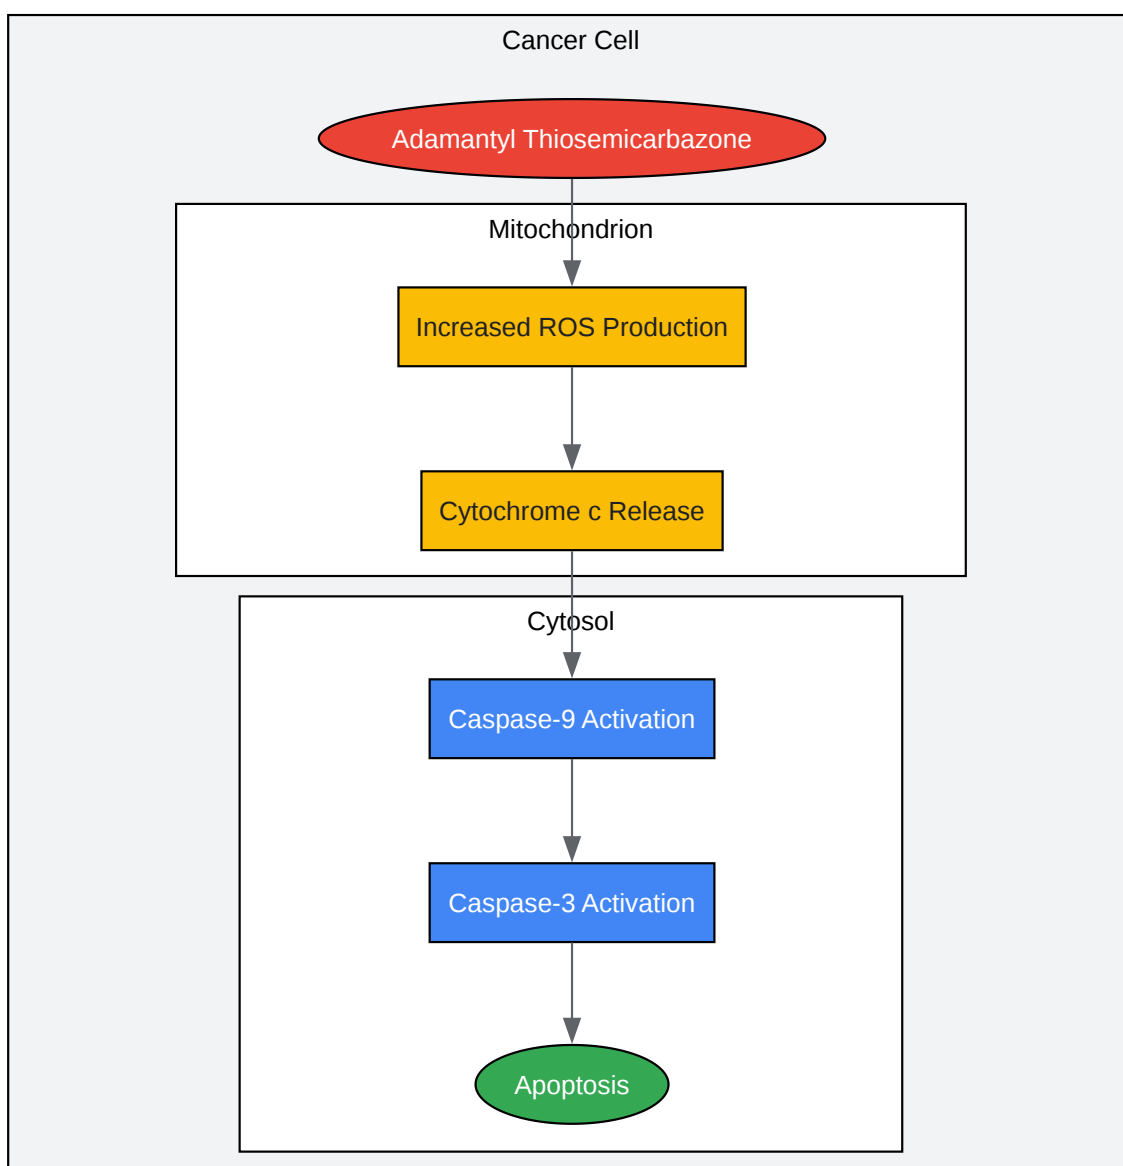 Cancer Cell
Adamantyl Thiosemicarbazone
Mitochondrion
Increased ROS Production
Cytochrome c Release
Cytosol
Caspase-9 Activation
Caspase-3 Activation
Apoptosis